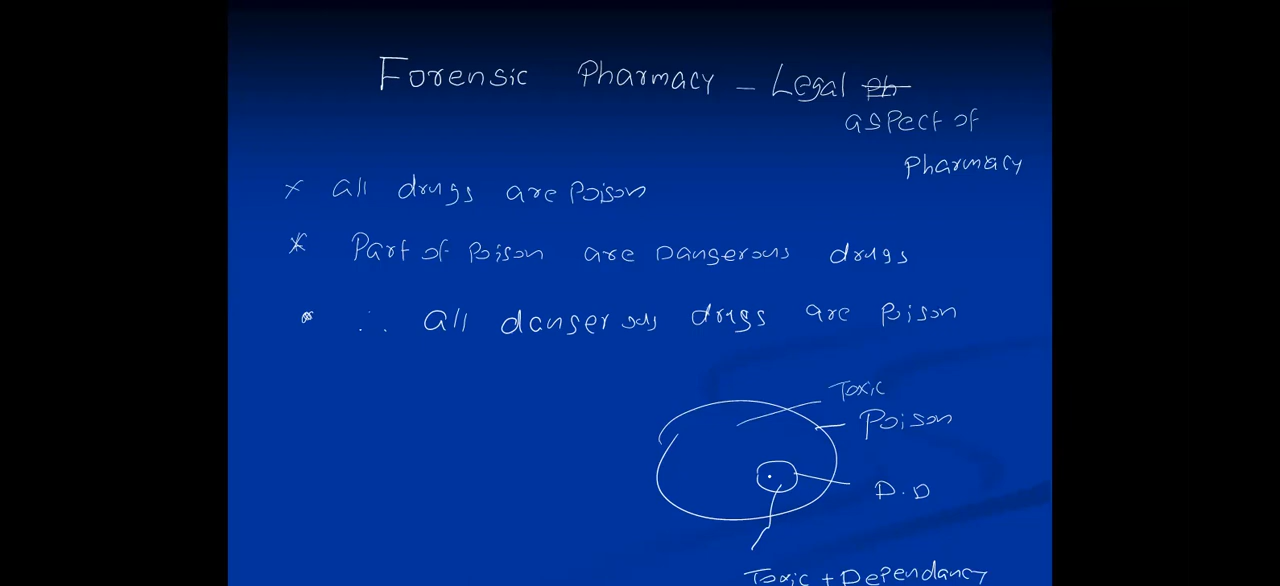 Forensic Pharmacy - Legal Ph
aspect of
Pharmacy
× all drugs are Poison
* Part of Poison are Dangerous drugs
* ∴ all dangerous drugs are Poison
Toxic
Poison
D.D
Toxic + Dependancy